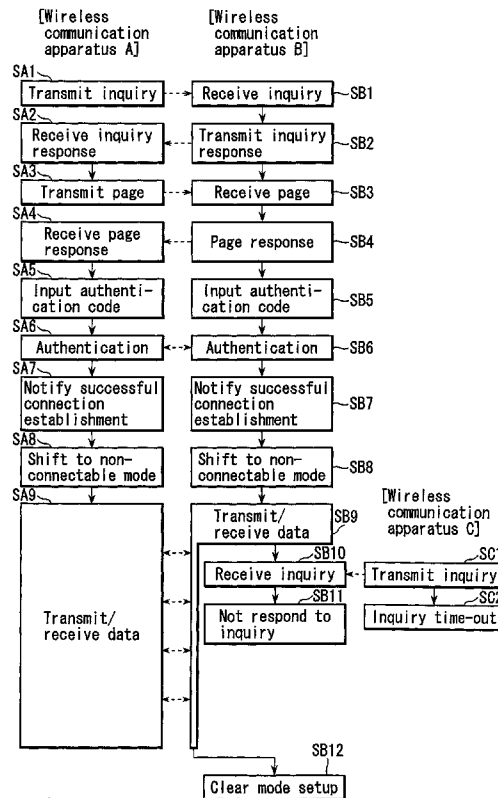 [Wireless
communication
apparatus A]
[Wireless
communication
apparatus B]
SA1
Transmit inquiry
Receive inquiry
SB1
SA2
Receive inquiry
response
Transmit inquiry
response
SB2
SA3
Transmit page
Receive page
SB3
SA4
Receive page
response
Page response
SB4
SA5
Input authenti-
cation code
Input authenti-
cation code
SB5
SA6
Authentication
Authentication
SB6
SA7
Notify successful
connection
establishment
Notify successful
connection
establishment
SB7
SA8
Shift to non-
connectable mode
Shift to non-
connectable mode
SB8
SA9
Transmit/
receive data
Transmit/
receive data
SB9
[Wireless
communication
apparatus C]
SB10
Receive inquiry
SC1
Transmit inquiry
SB11
Not respond to
inquiry
SC2
Inquiry time-out
SB12
Clear mode setup